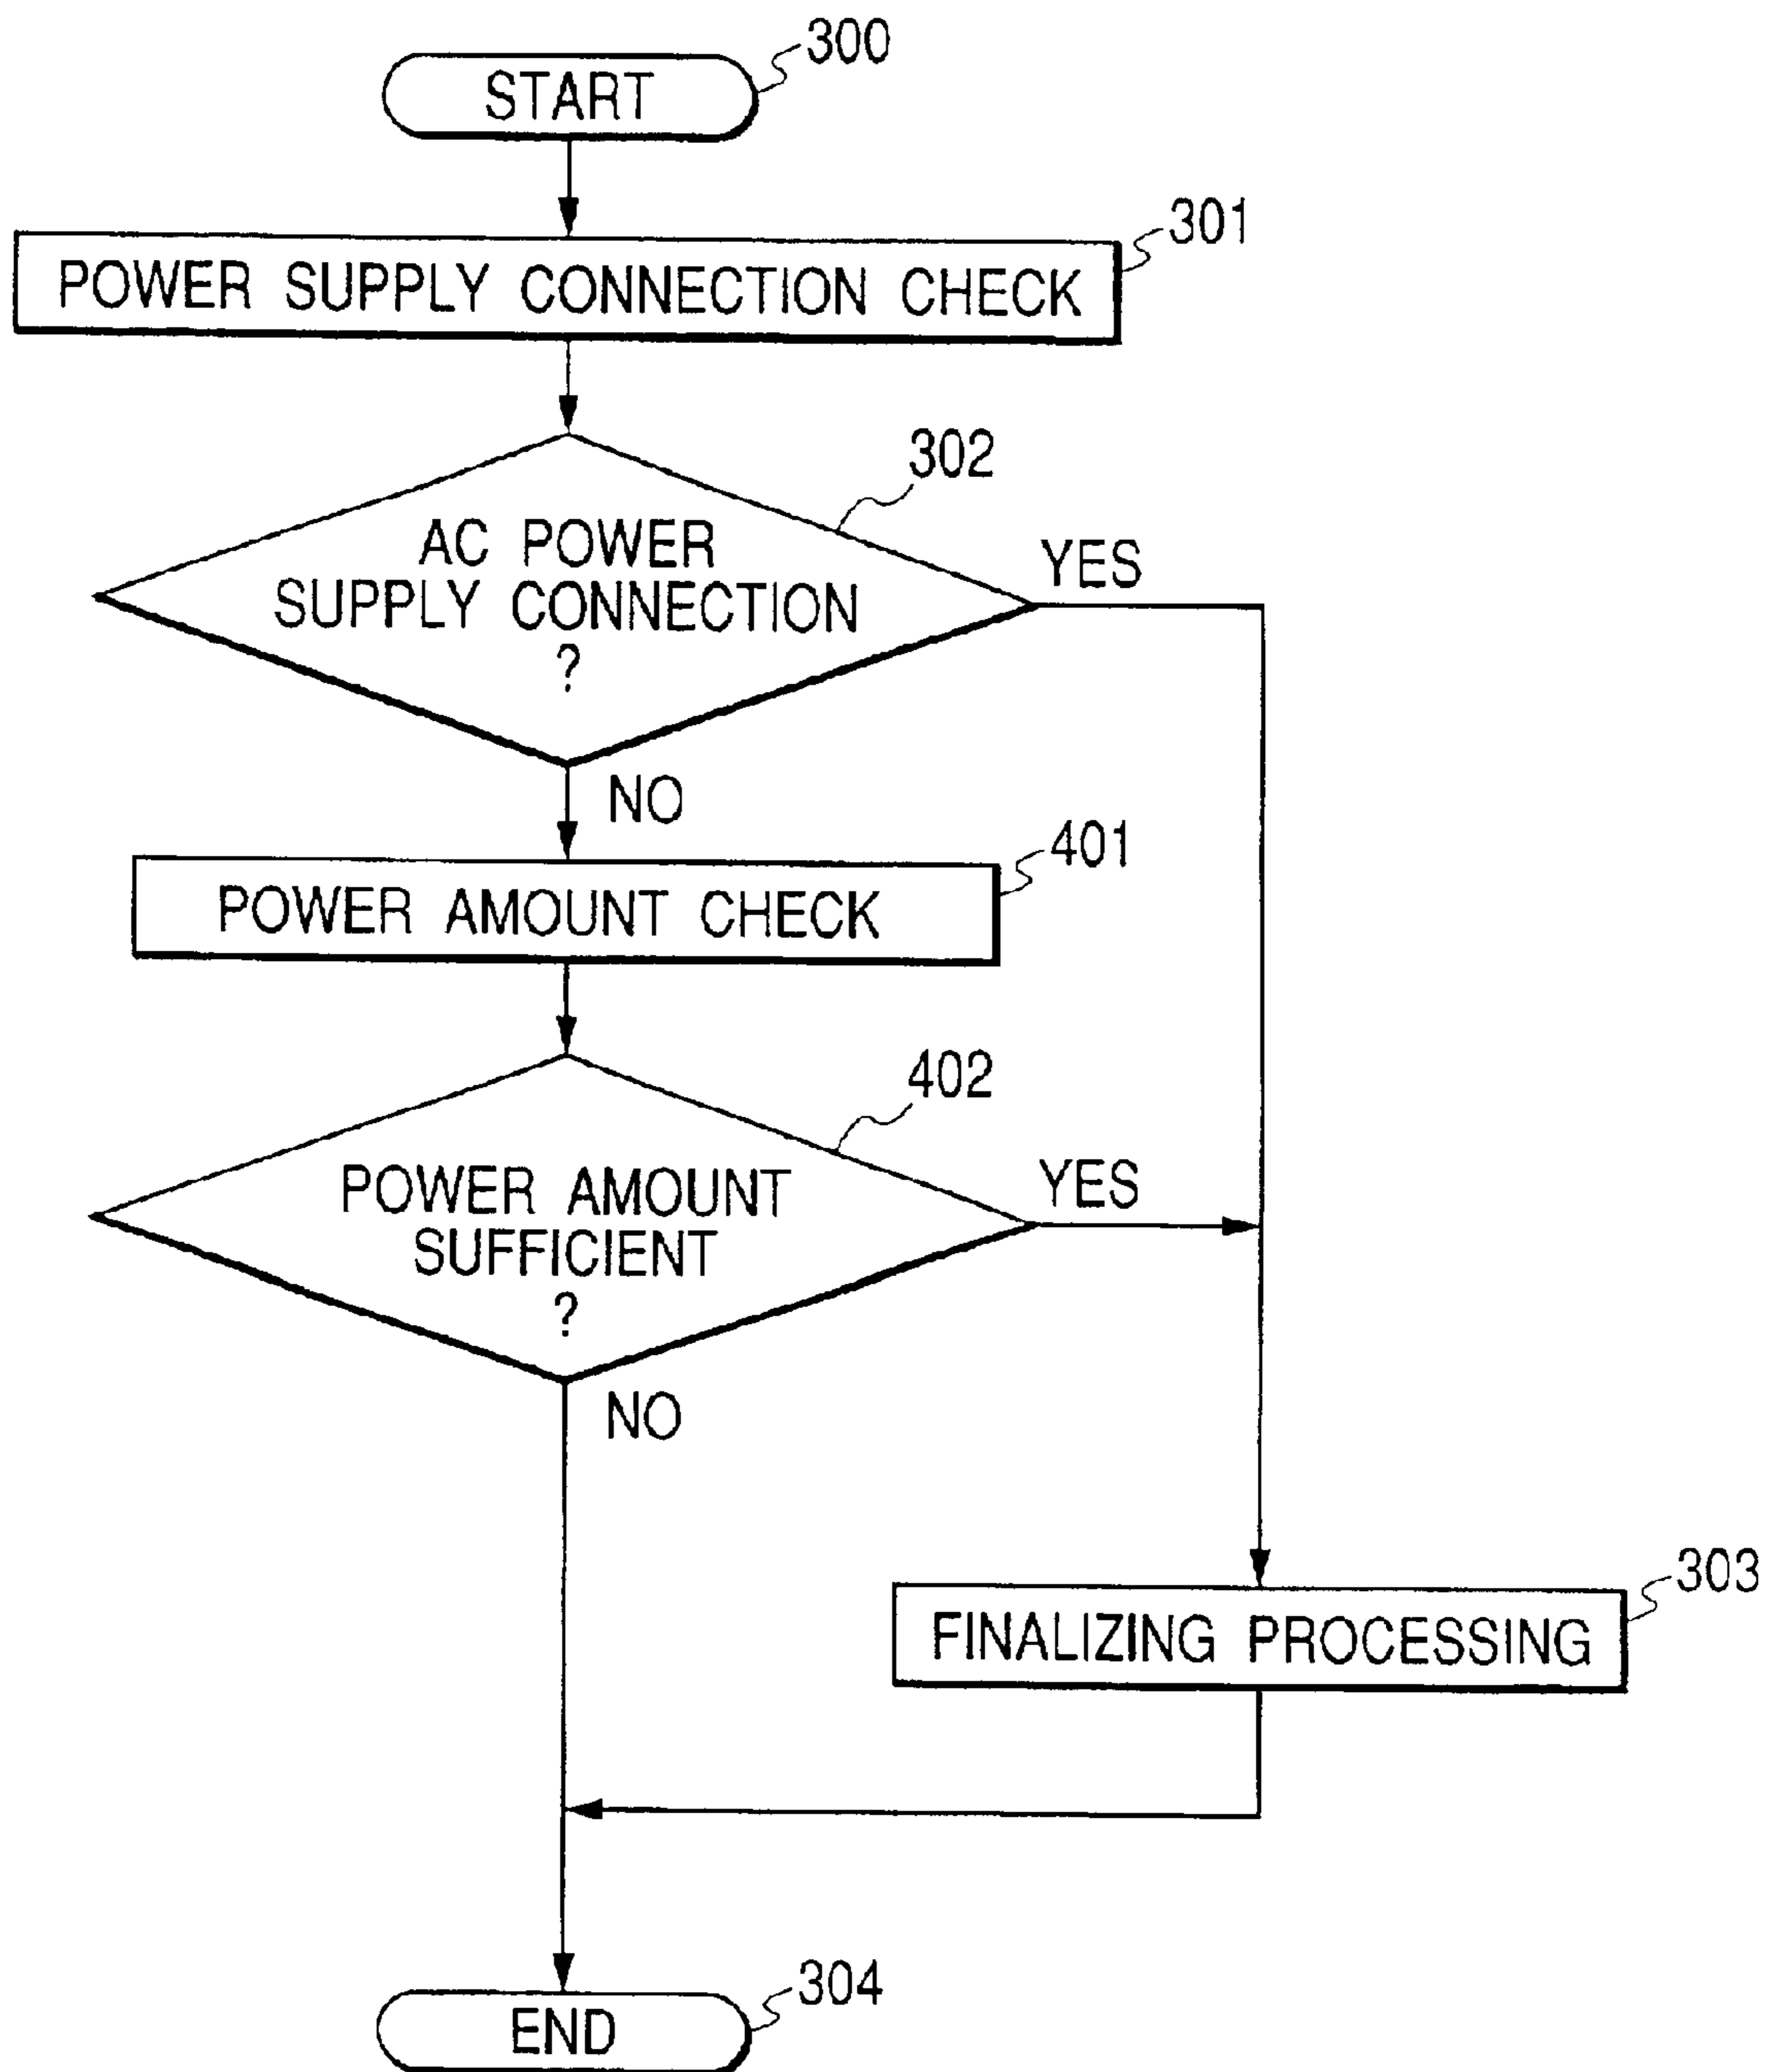 300
START
301
POWER SUPPLY CONNECTION CHECK
302
AC POWER
SUPPLY CONNECTION
?
YES
NO
401
POWER AMOUNT CHECK
402
POWER AMOUNT
SUFFICIENT
?
YES
NO
303
FINALIZING PROCESSING
304
END